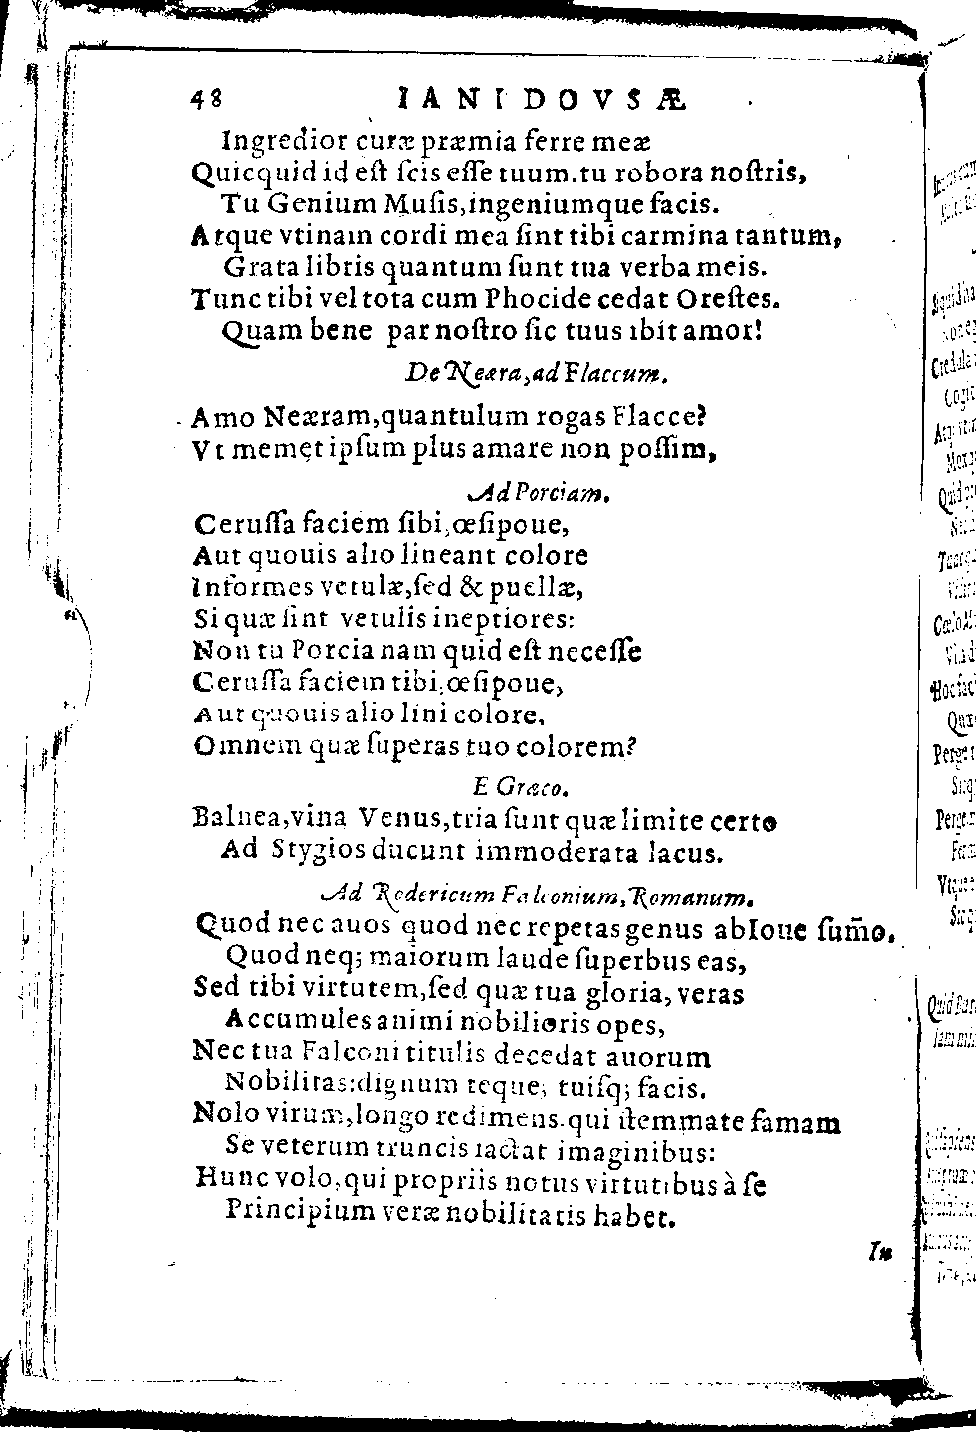 48 IANI DOVSÆ
Ingredior curæ præmia ferre meæ
Quicquid id eſt ſcis eſſe tuum.tu robora noſtris,
Tu Genium Muſis,ingeniumque facis.
Atque vtinam cordi mea ſint tibi carmina tantum,
Grata libris quantum ſunt tua verba meis.
Tunc tibi vel tota cum Phocide cedat Oreſtes.
Quam bene par noſtro ſic tuus ibit amor!
De Neæra,ad Flaccum.
Amo Neæram,quantulum rogas Flacce?
Vt memet ipſum plus amare non poſſim,
Ad Porciam.
Ceruſſa faciem ſibi,œſipoue,
Aut quouis alio lineant colore
Informes vetulæ,ſed & puellæ,
Si quæ ſint vetulis ineptiores:
Non tu Porcia nam quid eſt neceſſe
Ceruſſa faciem tibi,œſipoue,
Aut quouis alio lini colore,
Omnem quæ ſuperas tuo colorem?
E Græco.
Balnea,vina Venus,tria ſunt quæ limite certo
Ad Stygios ducunt immoderata lacus.
Ad Rodericum Falconium,Romanum.
Quod nec auos quod nec repetas genus ab Ioue ſum̄o,
Quod neq; maiorum laude ſuperbus eas,
Sed tibi virtutem,ſed quæ tua gloria, veras
Accumules animi nobilioris opes,
Nec tua Falconi titulis decedat auorum
Nobilitas:dignum teque, tuiſq; facis.
Nolo virum,longo redimens.qui ſtemmate famam
Se veterum truncis iactat imaginibus:
Hunc volo,qui propriis notus virtutibus à ſe
Principium veræ nobilitatis habet.
In